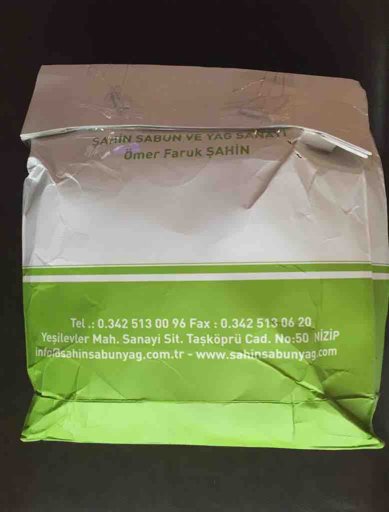 ŞAHİN SABUN VE YAĞ SANAYİ
Ömer Faruk ŞAHİN
Tel .: 0.342 513 00 96 Fax : 0.342 513 06 20
Yeşilevler Mah. Sanayi Sit. Taşköprü Cad. No:50 NİZİP
info@sahinsabunyag.com.tr - www.sahinsabunyag.com